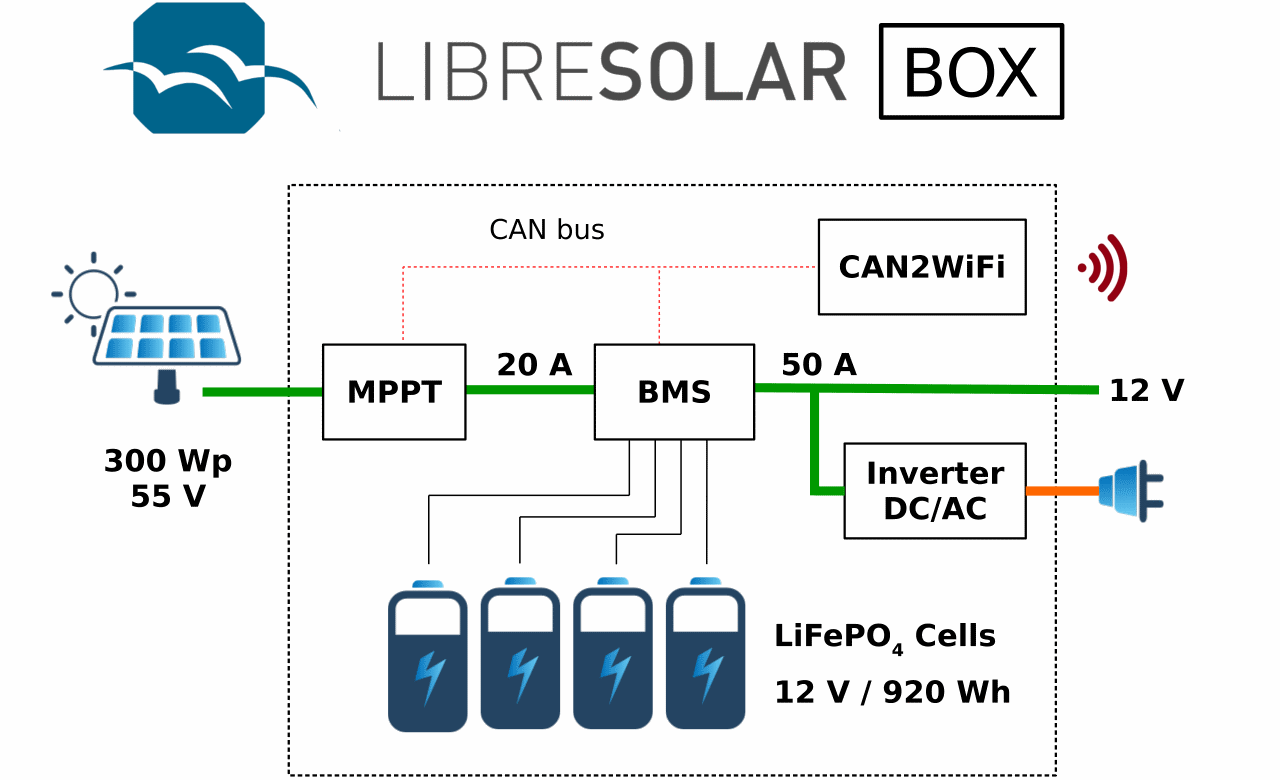 LIBRESOLAR BOX
CAN bus
CAN2WiFi
MPPT
20 A
BMS
50 A
12 V
300 Wp
55 V
Inverter
DC/AC
LiFePO₄ Cells
12 V / 920 Wh